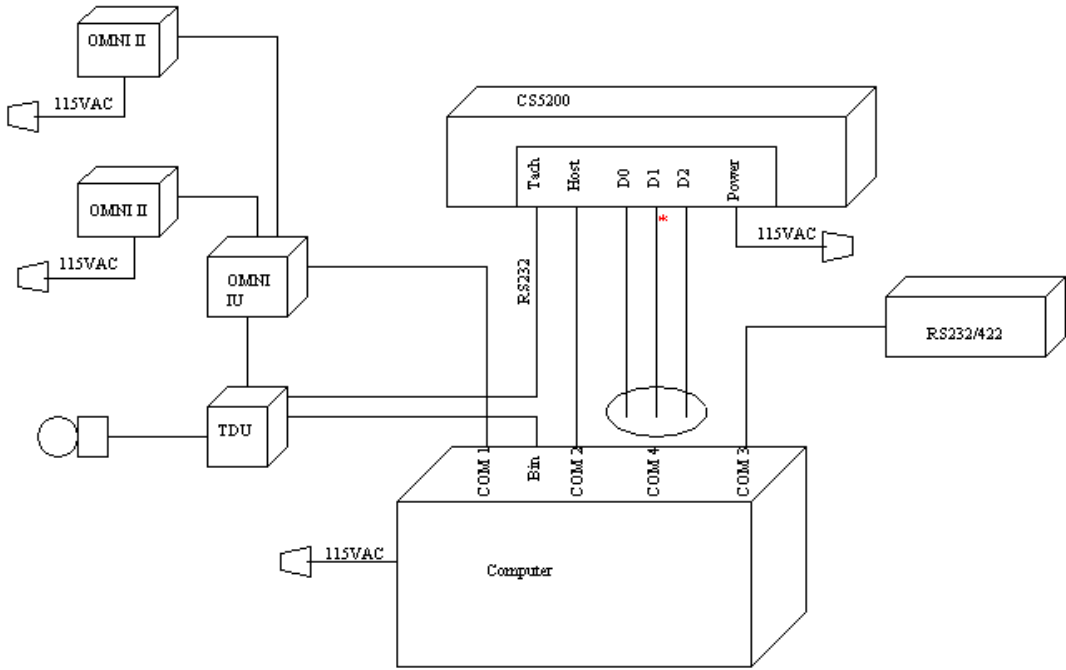 OMNI II
115VAC
CS5200
Tach
Host
D0
D1
D2
Power
*
OMNI II
115VAC
115VAC
OMNI
IU
RS232
RS232/422
TDU
COM 1
Bin
COM 2
COM 4
COM 3
115VAC
Computer